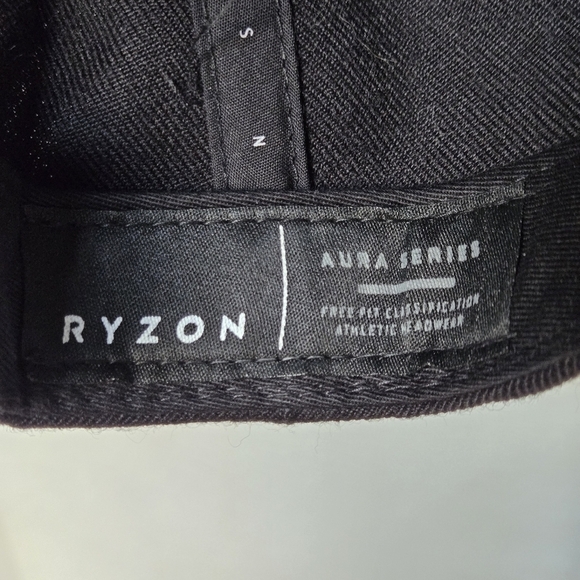 S
N
RYZON
AURA SERIES
FREE FIT CLASSIFICATION
ATHLETIC HEADWEAR